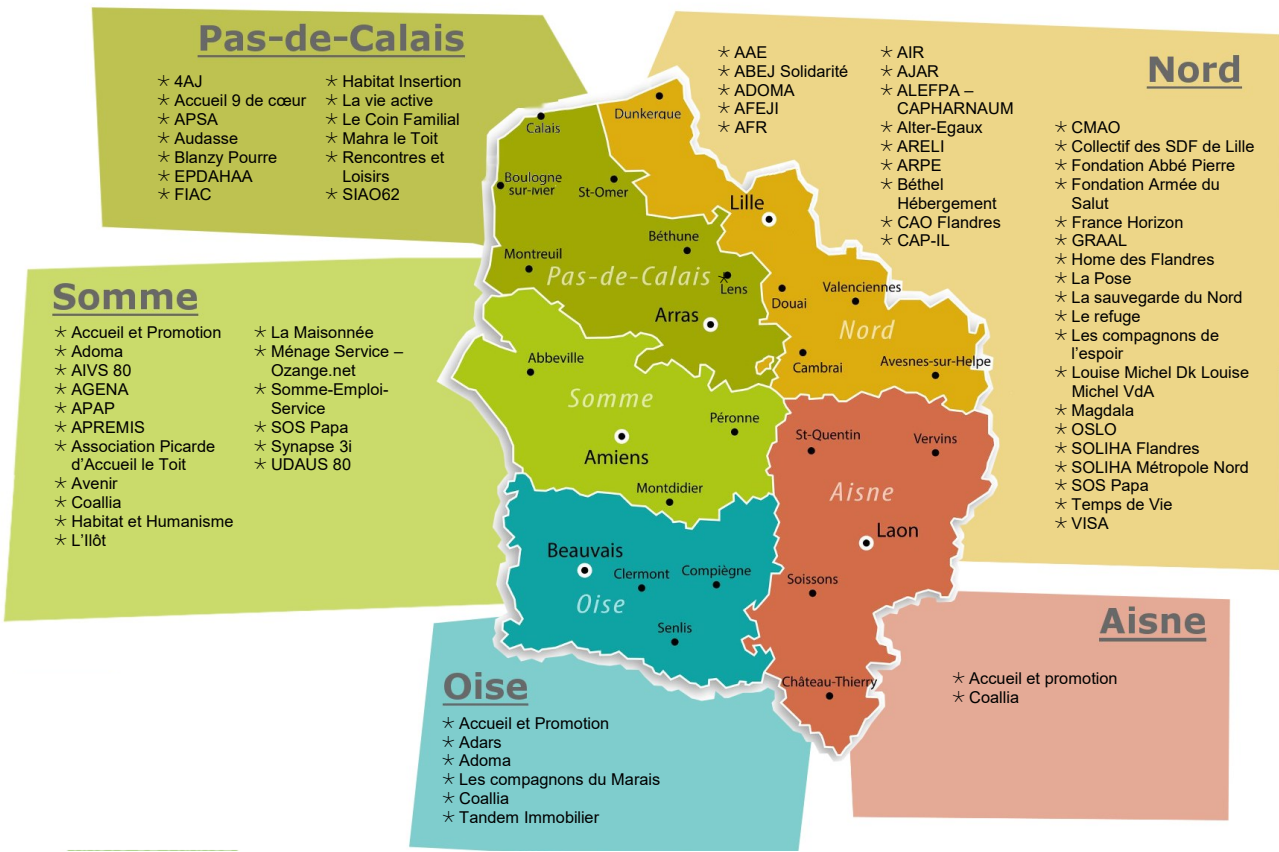 Pas-de-Calais
* 4AJ
* Accueil 9 de cœur
* APSA
* Audasse
* Blanzy Pourre
* EPDAHAA
* FIAC
* Habitat Insertion
* La vie active
* Le Coin Familial
* Mahra le Toit
* Rencontres et
Loisirs
* SIAO62
Nord
* AAE
* ABEJ Solidarité
* ADOMA
* AFEJI
* AFR
* AIR
* AJAR
* ALEFPA –
CAPHARNAUM
* Alter-Egaux
* ARELI
* ARPE
* Béthel
Hébergement
* CAO Flandres
* CAP-IL
* CMAO
* Collectif des SDF de Lille
* Fondation Abbé Pierre
* Fondation Armée du
Salut
* France Horizon
* GRAAL
* Home des Flandres
* La Pose
* La sauvegarde du Nord
* Le refuge
* Les compagnons de
l'espoir
* Louise Michel Dk Louise
Michel VdA
* Magdala
* OSLO
* SOLIHA Flandres
* SOLIHA Métropole Nord
* SOS Papa
* Temps de Vie
* VISA
Somme
* Accueil et Promotion
* Adoma
* AIVS 80
* AGENA
* APAP
* APREMIS
* Association Picarde
d'Accueil le Toit
* Avenir
* Coallia
* Habitat et Humanisme
* L'Ilôt
* La Maisonnée
* Ménage Service –
Ozange.net
* Somme-Emploi-
Service
* SOS Papa
* Synapse 3i
* UDAUS 80
Dunkerque
Calais
Boulogne
sur-Mer
St-Omer
Lille
Béthune
Montreuil
Pas-de-Calais
Lens
Douai
Valenciennes
Arras
Nord
Cambrai
Avesnes-sur-Helpe
Abbeville
Somme
Péronne
Amiens
Montdidier
St-Quentin
Vervins
Aisne
Laon
Beauvais
Clermont
Compiègne
Oise
Soissons
Senlis
Château-Thierry
Oise
* Accueil et Promotion
* Adars
* Adoma
* Les compagnons du Marais
* Coallia
* Tandem Immobilier
Aisne
* Accueil et promotion
* Coallia